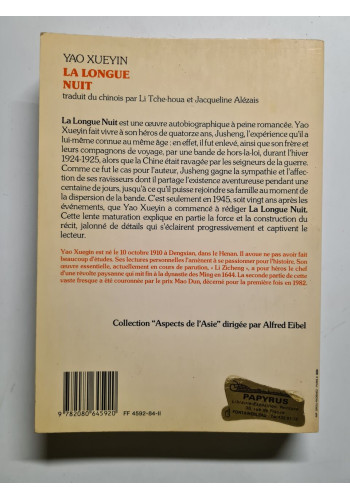 YAO XUEYIN
LA LONGUE
NUIT
traduit du chinois par Li Tche-houa et Jacqueline Alézais
La Longue Nuit est une œuvre autobiographique à peine romancée. Yao
Xueyin fait vivre à son héros de quatorze ans, Jusheng, l'expérience qu'il a
lui-même connue au même âge : en effet, il fut enlevé, ainsi que son frère et
leurs compagnons de voyage, par une bande de hors-la-loi, durant l'hiver
1924-1925, alors que la Chine était ravagée par les seigneurs de la guerre.
Comme ce fut le cas pour l'auteur, Jusheng gagne la sympathie et l'affec-
tion de ses ravisseurs dont il partage l'existence aventureuse pendant une
centaine de jours, jusqu'à ce qu'il puisse rejoindre sa famille au moment de
la dispersion de la bande. C'est seulement en 1945, soit vingt ans après les
événements, que Yao Xueyin a commencé à rédiger La Longue Nuit.
Cette lente maturation explique en partie la force et la construction du
récit, jalonné de détails qui s'éclairent progressivement et captivent le
lecteur.
Yao Xueyin est né le 10 octobre 1910 à Dengxian, dans le Henan. Il avoue ne pas avoir fait
beaucoup d'études. Ses lectures personnelles l'amènent à se passionner pour l'histoire. Son
œuvre essentielle, actuellement en cours de parution, « Li Zicheng », a pour héros le chef
d'une révolte paysanne qui mit fin à la dynastie des Ming en 1644. La seconde partie de cette
vaste fresque a été couronnée par le prix Mao Dun, décerné pour la première fois en 1982.
Collection "Aspects de l'Asie" dirigée par Alfred Eibel
PAPYRUS
9 782080 645920
FF 4592-84-II